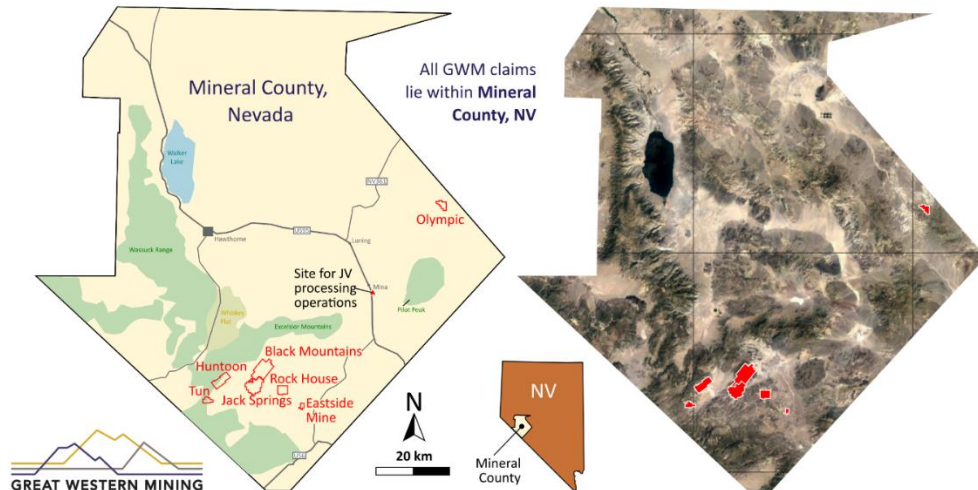 Mineral County,
Nevada
All GWM claims
lie within Mineral
County, NV
Walker
Lake
NV361
Olympic
Wassuck Range
Hawthorne
US95
Luning
Site for JV
processing
operations
Mina
Pilot Peak
Whiskey
Flat
Excelsior Mountains
Black Mountains
Huntoon
Rock House
Tun
Jack Springs
Eastside
Mine
US6
N
20 km
NV
Mineral
County
GREAT WESTERN MINING